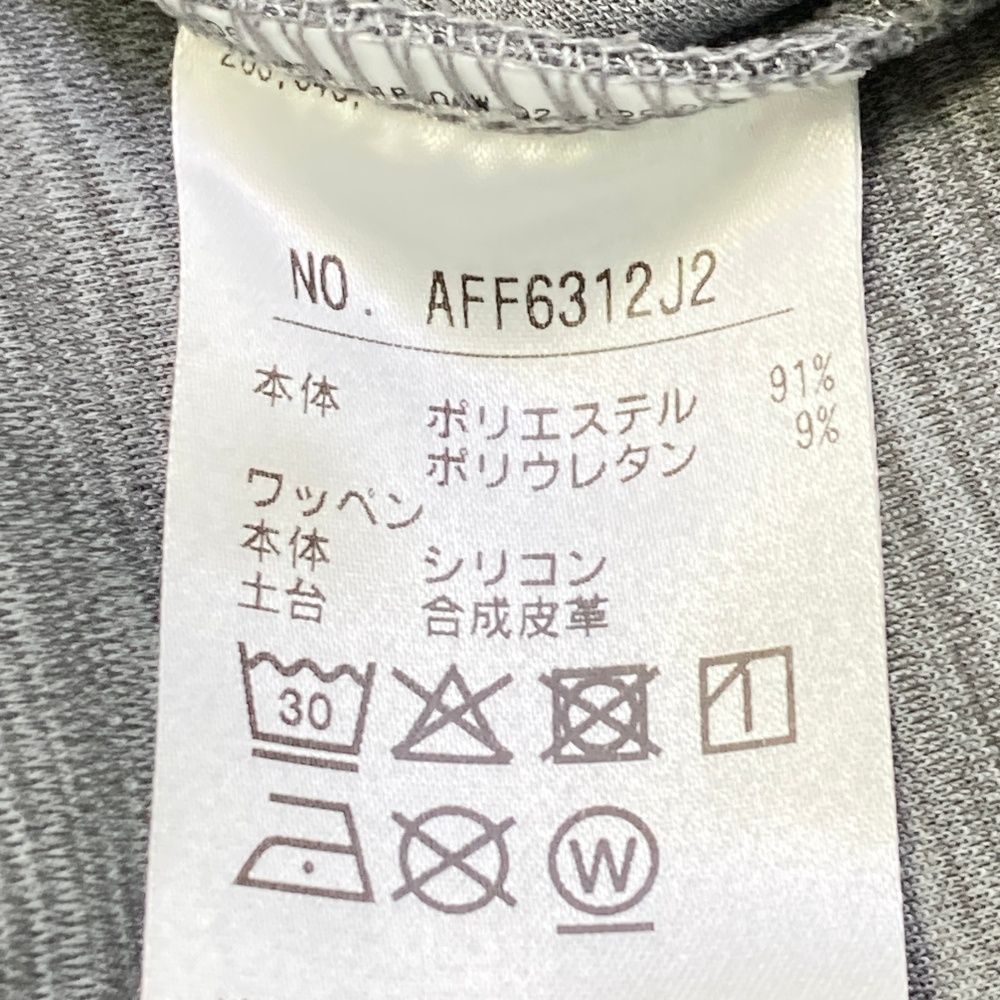 NO. AFF6312J2
本体 ポリエステル 91%
ポリウレタン 9%
ワッペン
本体 シリコン
土台 合成皮革
30
W